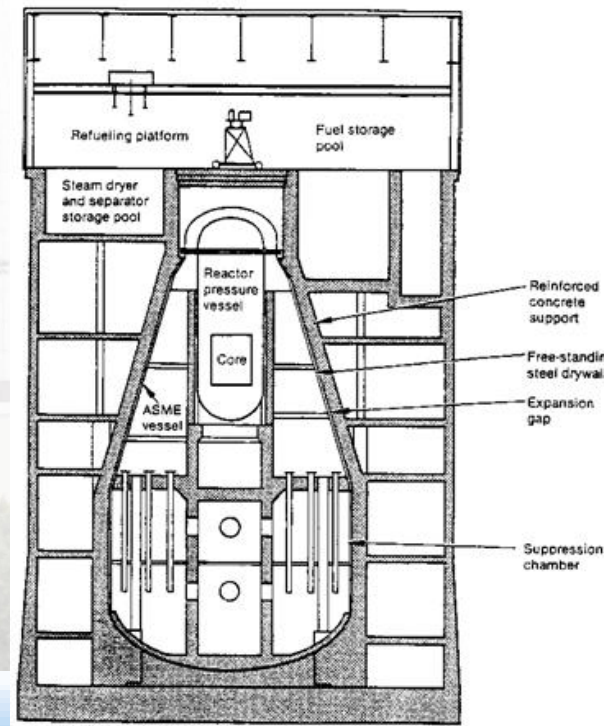 Refueling platform
Fuel storage
pool
Steam dryer
and separator
storage pool
Reactor
pressure
vessel
Reinforced
concrete
support
Core
Free-standin
steel drywal
ASME
vessel
Expansion
gap
Suppression
chamber